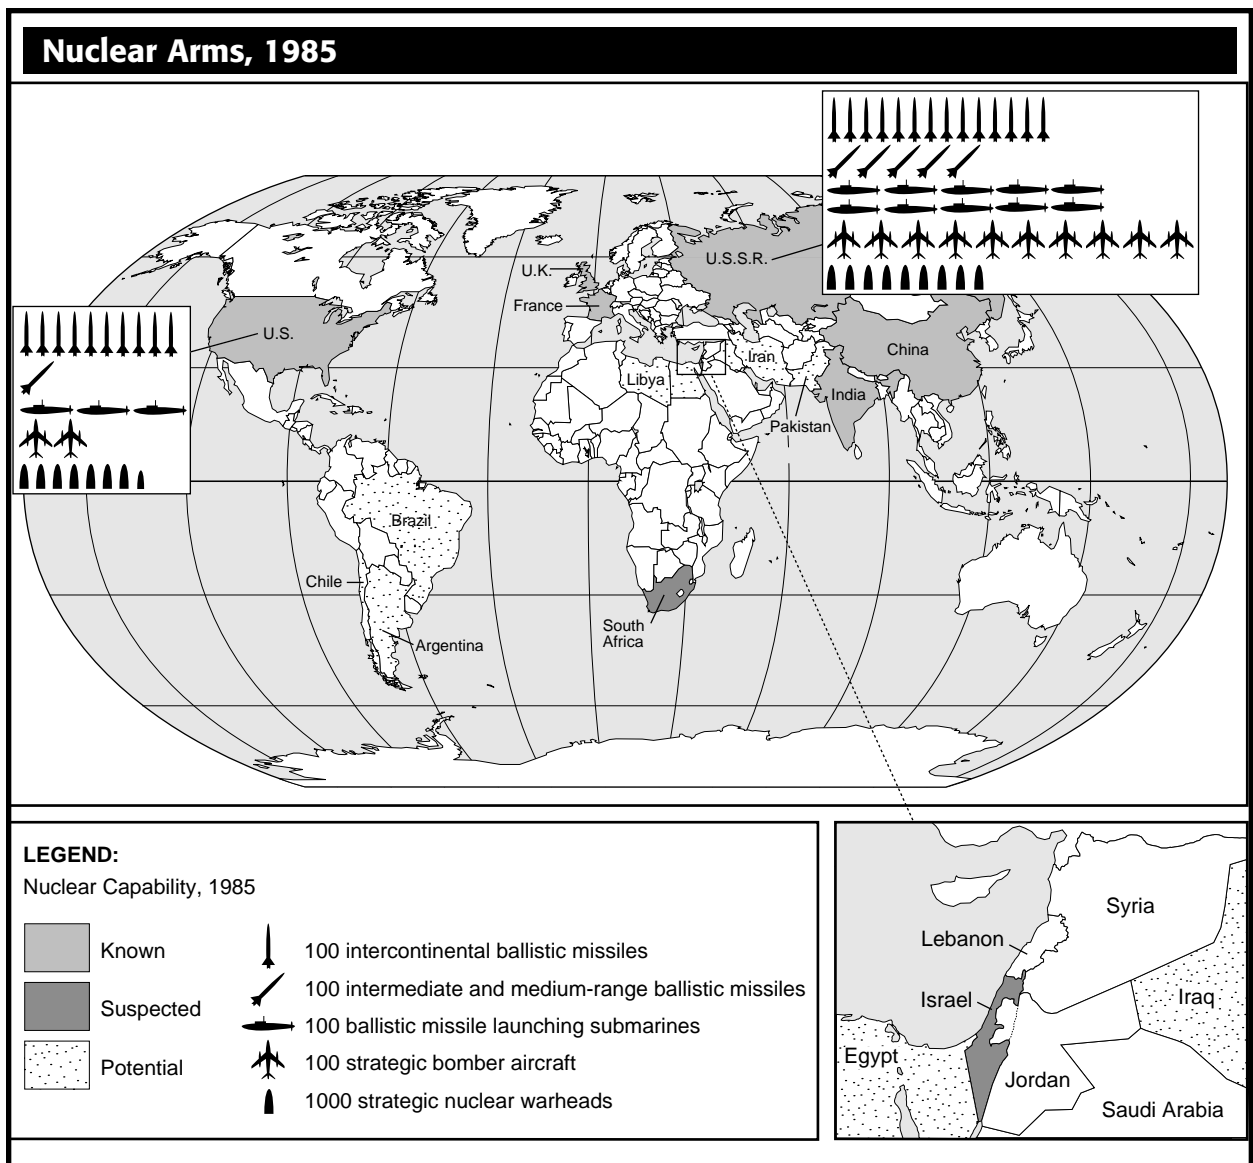 Nuclear Arms, 1985
U.S.S.R.
U.K.
France
U.S.
China
Iran
Libya
India
Pakistan
Brazil
Chile
South
Africa
Argentina
LEGEND:
Nuclear Capability, 1985
Known
Suspected
Potential
100 intercontinental ballistic missiles
100 intermediate and medium-range ballistic missiles
100 ballistic missile launching submarines
100 strategic bomber aircraft
1000 strategic nuclear warheads
Syria
Lebanon
Israel
Iraq
Egypt
Jordan
Saudi Arabia